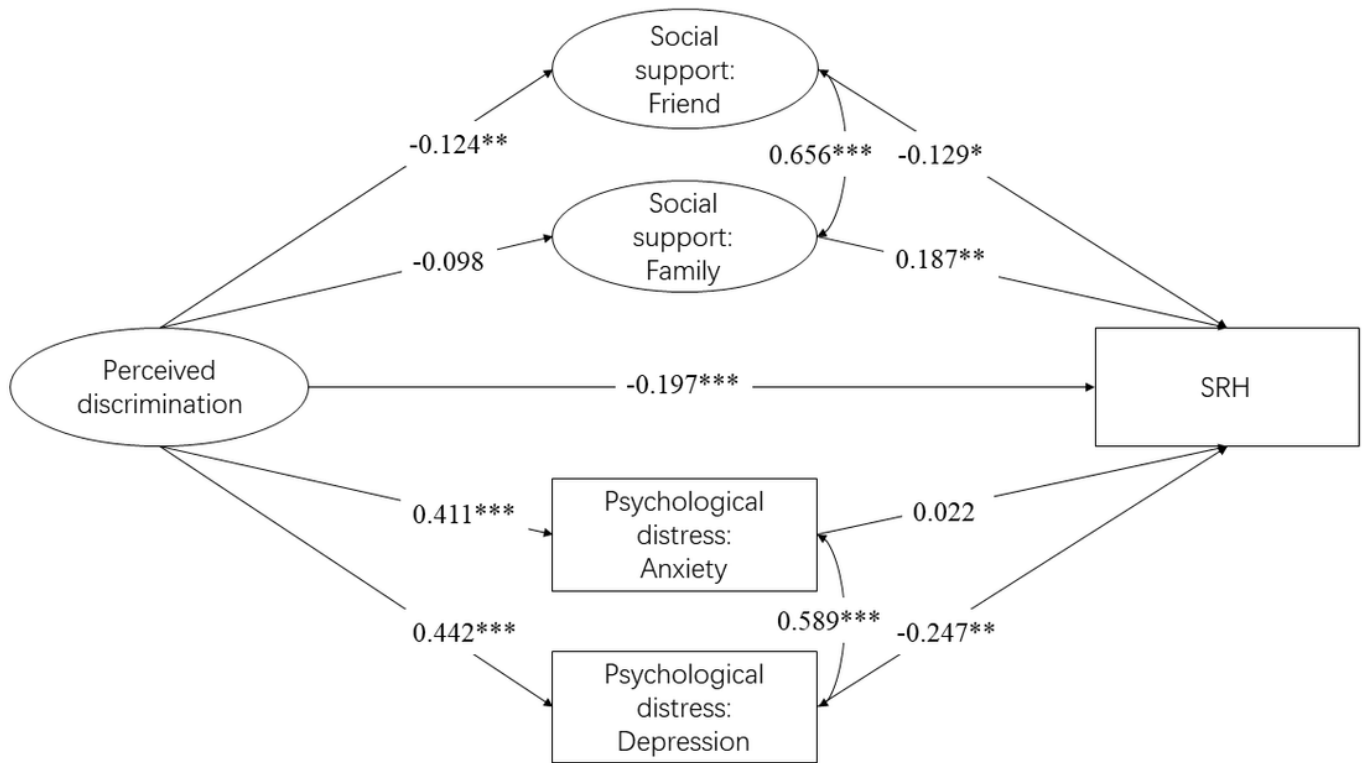 Social
support:
Friend
-0.124**
0.656***
-0.129*
Social
support:
Family
-0.098
0.187**
Perceived
discrimination
-0.197***
SRH
0.411***
Psychological
distress:
Anxiety
0.022
0.442***
0.589***
-0.247**
Psychological
distress:
Depression